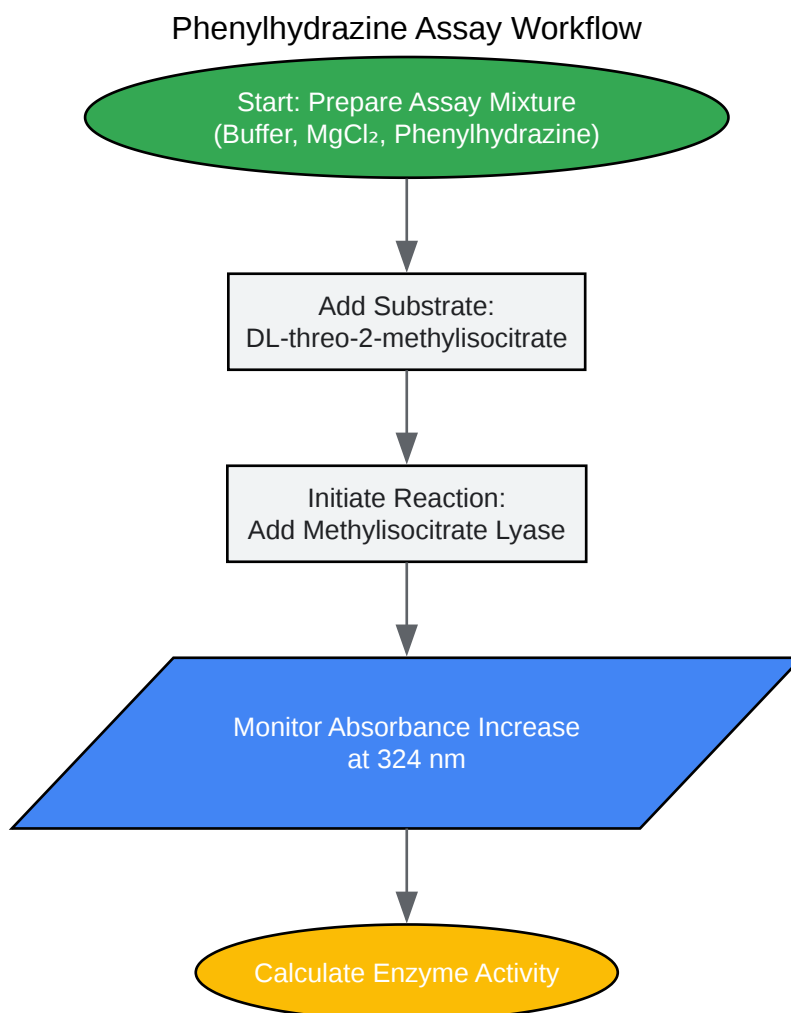 Phenylhydrazine Assay Workflow
Start: Prepare Assay Mixture
(Buffer, MgCl₂, Phenylhydrazine)
Add Substrate:
DL-threo-2-methylisocitrate
Initiate Reaction:
Add Methylisocitrate Lyase
Monitor Absorbance Increase
at 324 nm
Calculate Enzyme Activity